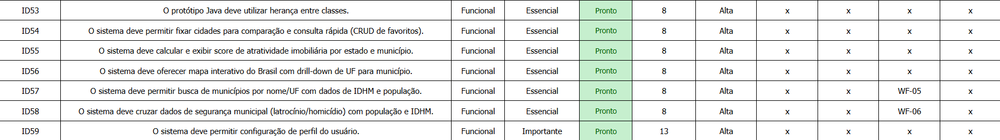 ID53 O protótipo Java deve utilizar herança entre classes. Funcional Essencial Pronto 8 Alta x x x x
ID54 O sistema deve permitir fixar cidades para comparação e consulta rápida (CRUD de favoritos). Funcional Essencial Pronto 8 Alta x x x x
ID55 O sistema deve calcular e exibir score de atratividade imobiliária por estado e município. Funcional Essencial Pronto 8 Alta x x x x
ID56 O sistema deve oferecer mapa interativo do Brasil com drill-down de UF para município. Funcional Essencial Pronto 8 Alta x x x x
ID57 O sistema deve permitir busca de municípios por nome/UF com dados de IDHM e população. Funcional Essencial Pronto 8 Alta x x WF-05 x
ID58 O sistema deve cruzar dados de segurança municipal (latrocínio/homicídio) com população e IDHM. Funcional Essencial Pronto 8 Alta x x WF-06 x
ID59 O sistema deve permitir configuração de perfil do usuário. Funcional Importante Pronto 13 Alta x x x x